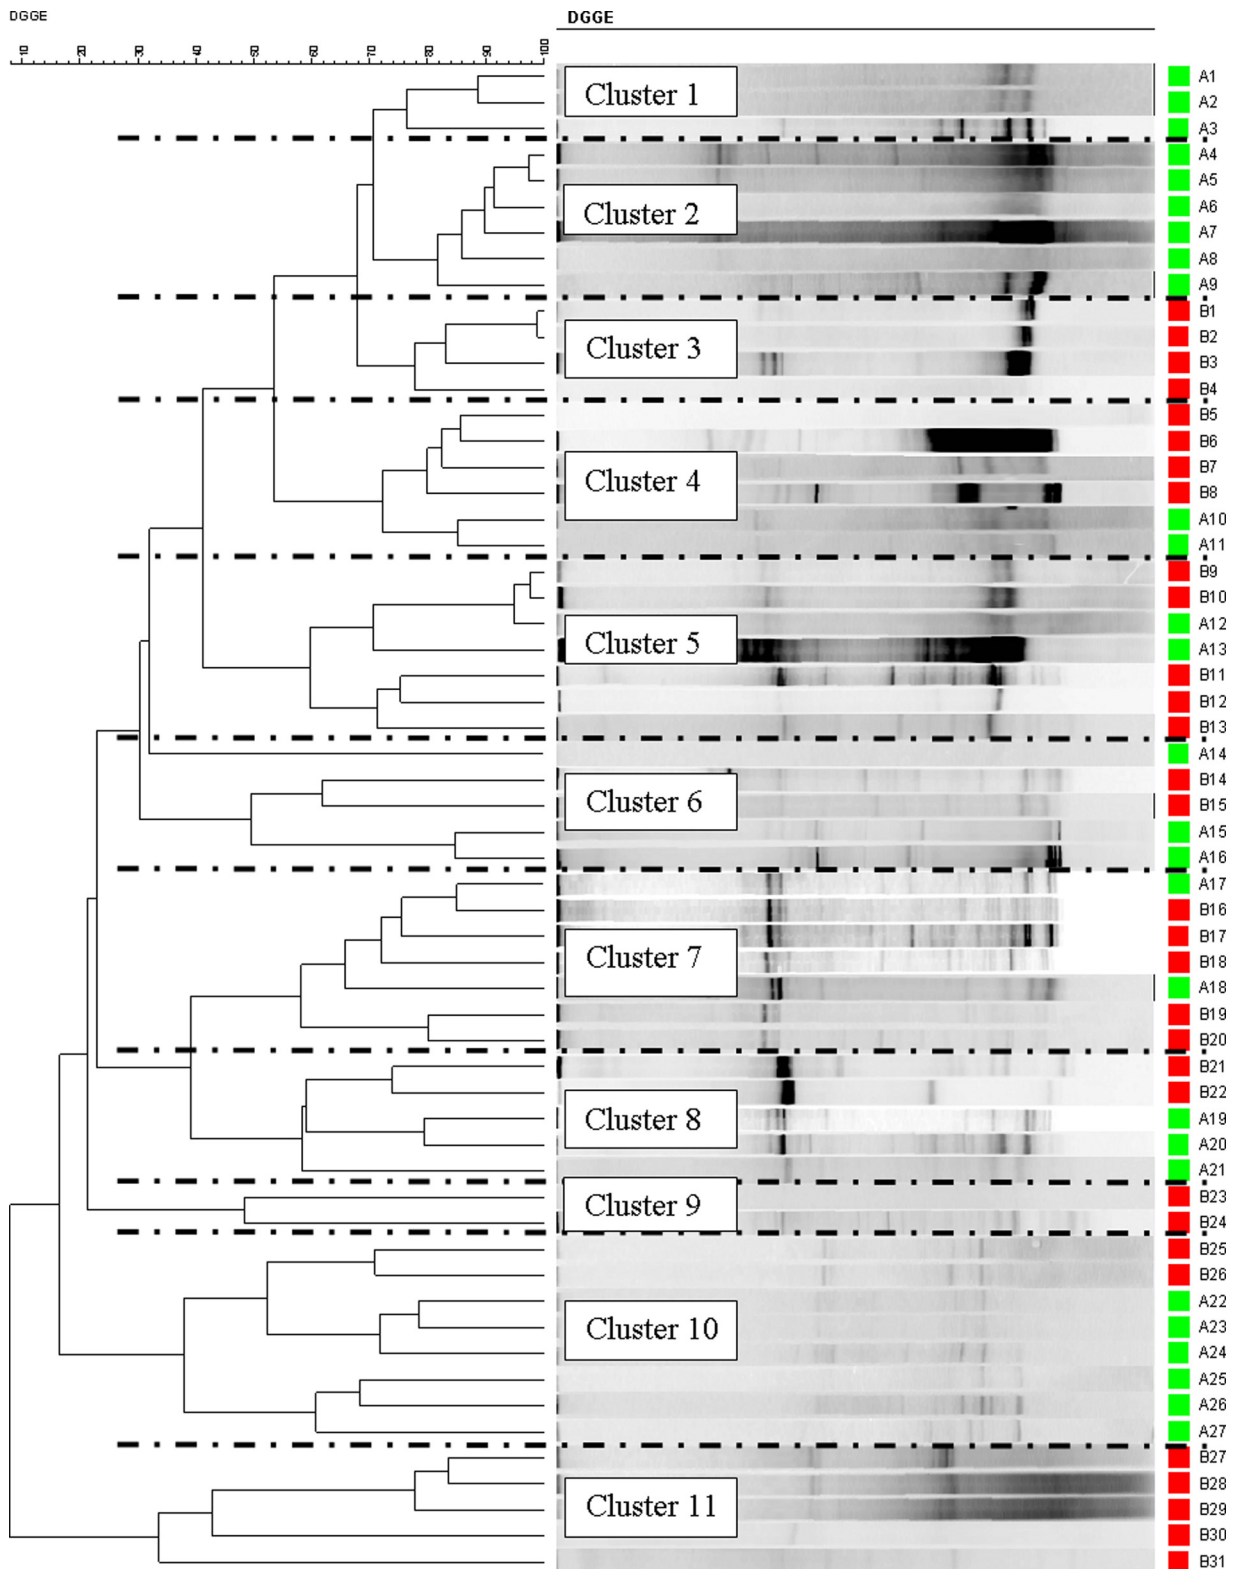 DGGE
DGGE
10 20 30 40 50 60 70 80 90 100
Cluster 1
A1
A2
A3
Cluster 2
A4
A5
A6
A7
A8
A9
Cluster 3
B1
B2
B3
B4
Cluster 4
B5
B6
B7
B8
A10
A11
Cluster 5
B9
B10
A12
A13
B11
B12
B13
Cluster 6
A14
B14
B15
A15
A16
Cluster 7
A17
B16
B17
B18
A18
B19
B20
Cluster 8
B21
B22
A19
A20
A21
Cluster 9
B23
B24
Cluster 10
B25
B26
A22
A23
A24
A25
A26
A27
Cluster 11
B27
B28
B29
B30
B31